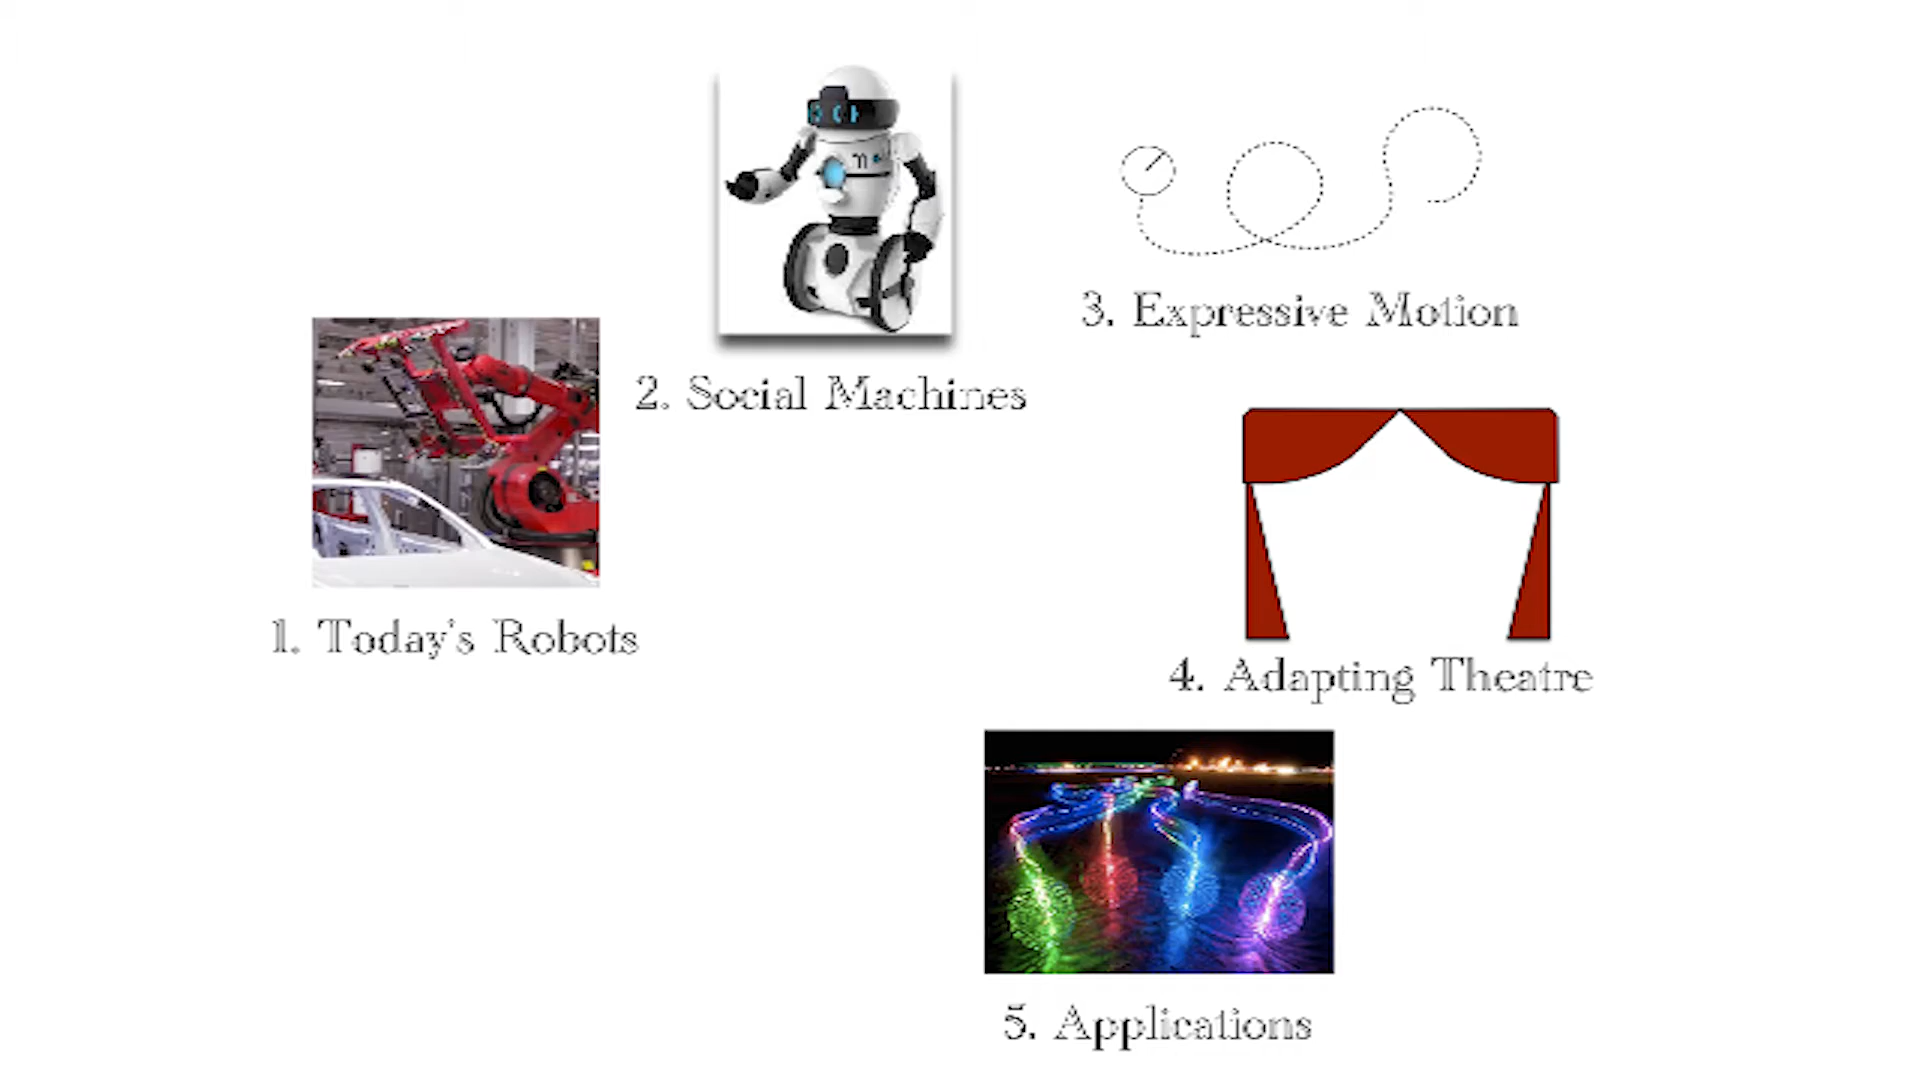 1. Today's Robots
2. Social Machines
3. Expressive Motion
4. Adapting Theatre
5. Applications